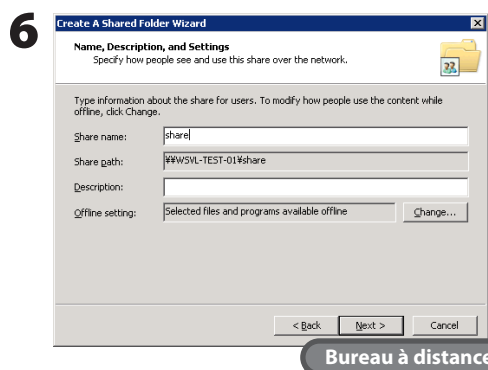 6
Create A Shared Folder Wizard
Name, Description, and Settings
Specify how people see and use this share over the network.
Type information about the share for users. To modify how people use the content while
offline, click Change.
Share name: share
Share path: ¥¥WSVL-TEST-01¥share
Description:
Offline setting: Selected files and programs available offline Change...
< Back Next > Cancel
Bureau à distance